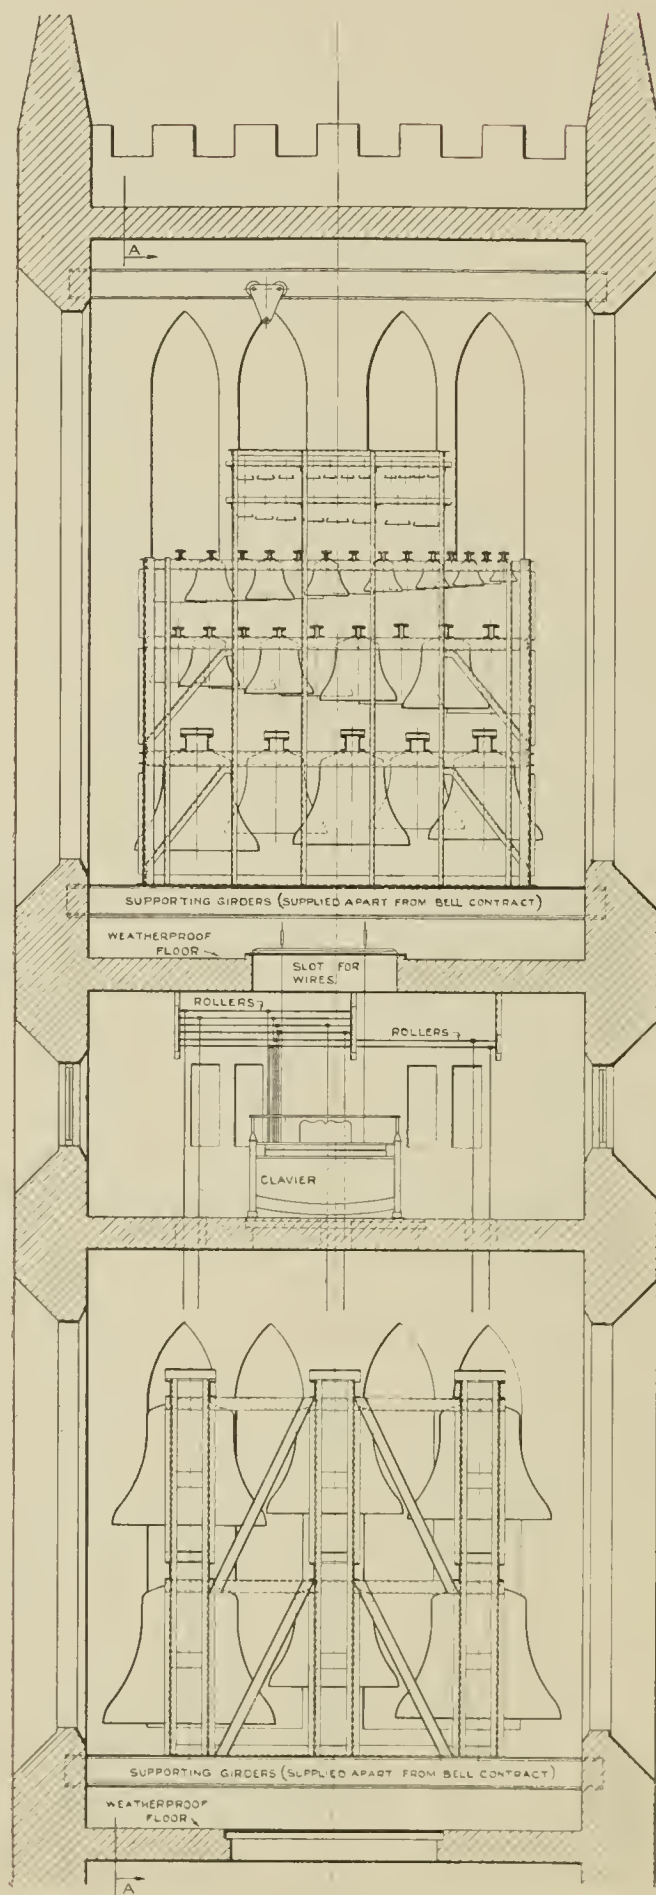 A
SUPPORTING GIRDERS (SUPPLIED APART FROM BELL CONTRACT)
WEATHERPROOF
FLOOR
SLOT FOR
WIRES
ROLLERS
ROLLERS
CLAVIER
SUPPORTING GIRDERS (SUPPLIED APART FROM BELL CONTRACT)
WEATHERPROOF
FLOOR
A